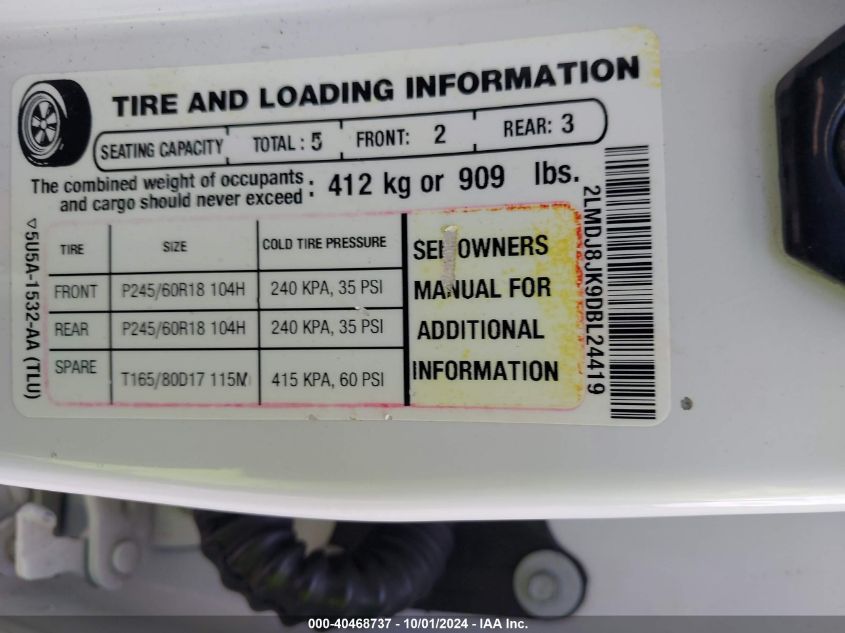 TIRE AND LOADING INFORMATION
SEATING CAPACITY TOTAL : 5 FRONT: 2 REAR: 3
The combined weight of occupants
and cargo should never exceed : 412 kg or 909 lbs.
TIRE SIZE COLD TIRE PRESSURE
FRONT P245/60R18 104H 240 KPA, 35 PSI
REAR P245/60R18 104H 240 KPA, 35 PSI
SPARE T165/80D17 115M 415 KPA, 60 PSI
SEE OWNERS
MANUAL FOR
ADDITIONAL
INFORMATION
5U5A-1532-AA (TLU)
2LMDJ8JK9DBL24419
000-40468737 - 10/01/2024 - IAA Inc.